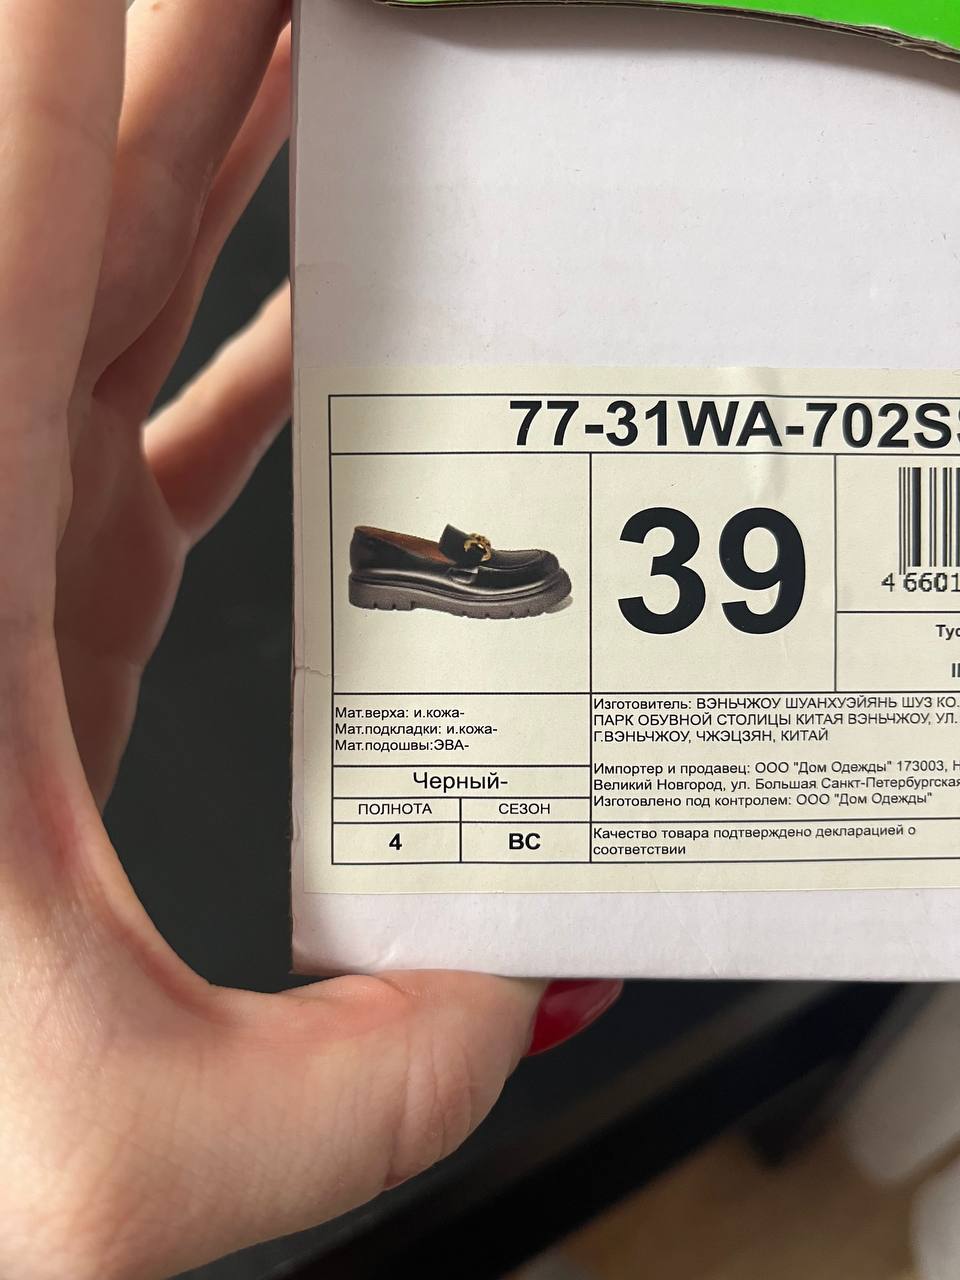 77-31WA-702S
39
4 6601
Мат.верха: и.кожа-
Мат.подкладки: и.кожа-
Мат.подошвы:ЭВА-
Черный-
ПОЛНОТА СЕЗОН
4 ВС
Изготовитель: ВЭНЬЧЖОУ ШУАНХУЭЙЯНЬ ШУЗ КО.
ПАРК ОБУВНОЙ СТОЛИЦЫ КИТАЯ ВЭНЬЧЖОУ, УЛ.
Г.ВЭНЬЧЖОУ, ЧЖЭЦЗЯН, КИТАЙ
Импортер и продавец: ООО "Дом Одежды" 173003, Н
Великий Новгород, ул. Большая Санкт-Петербургская
Изготовлено под контролем: ООО "Дом Одежды"
Качество товара подтверждено декларацией о
соответствии